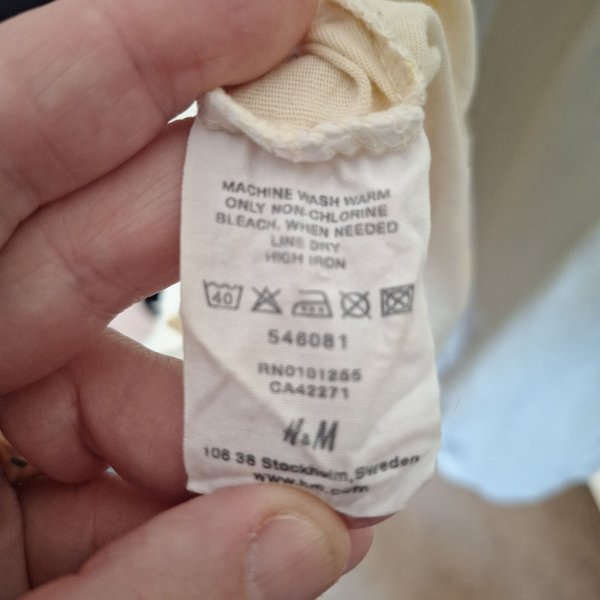 MACHINE WASH WARM
ONLY NON-CHLORINE
BLEACH, WHEN NEEDED
LINE DRY
HIGH IRON
40
546081
RN0101255
CA42271
H&M
106 38 Stockholm, Sweden
www.hm.com